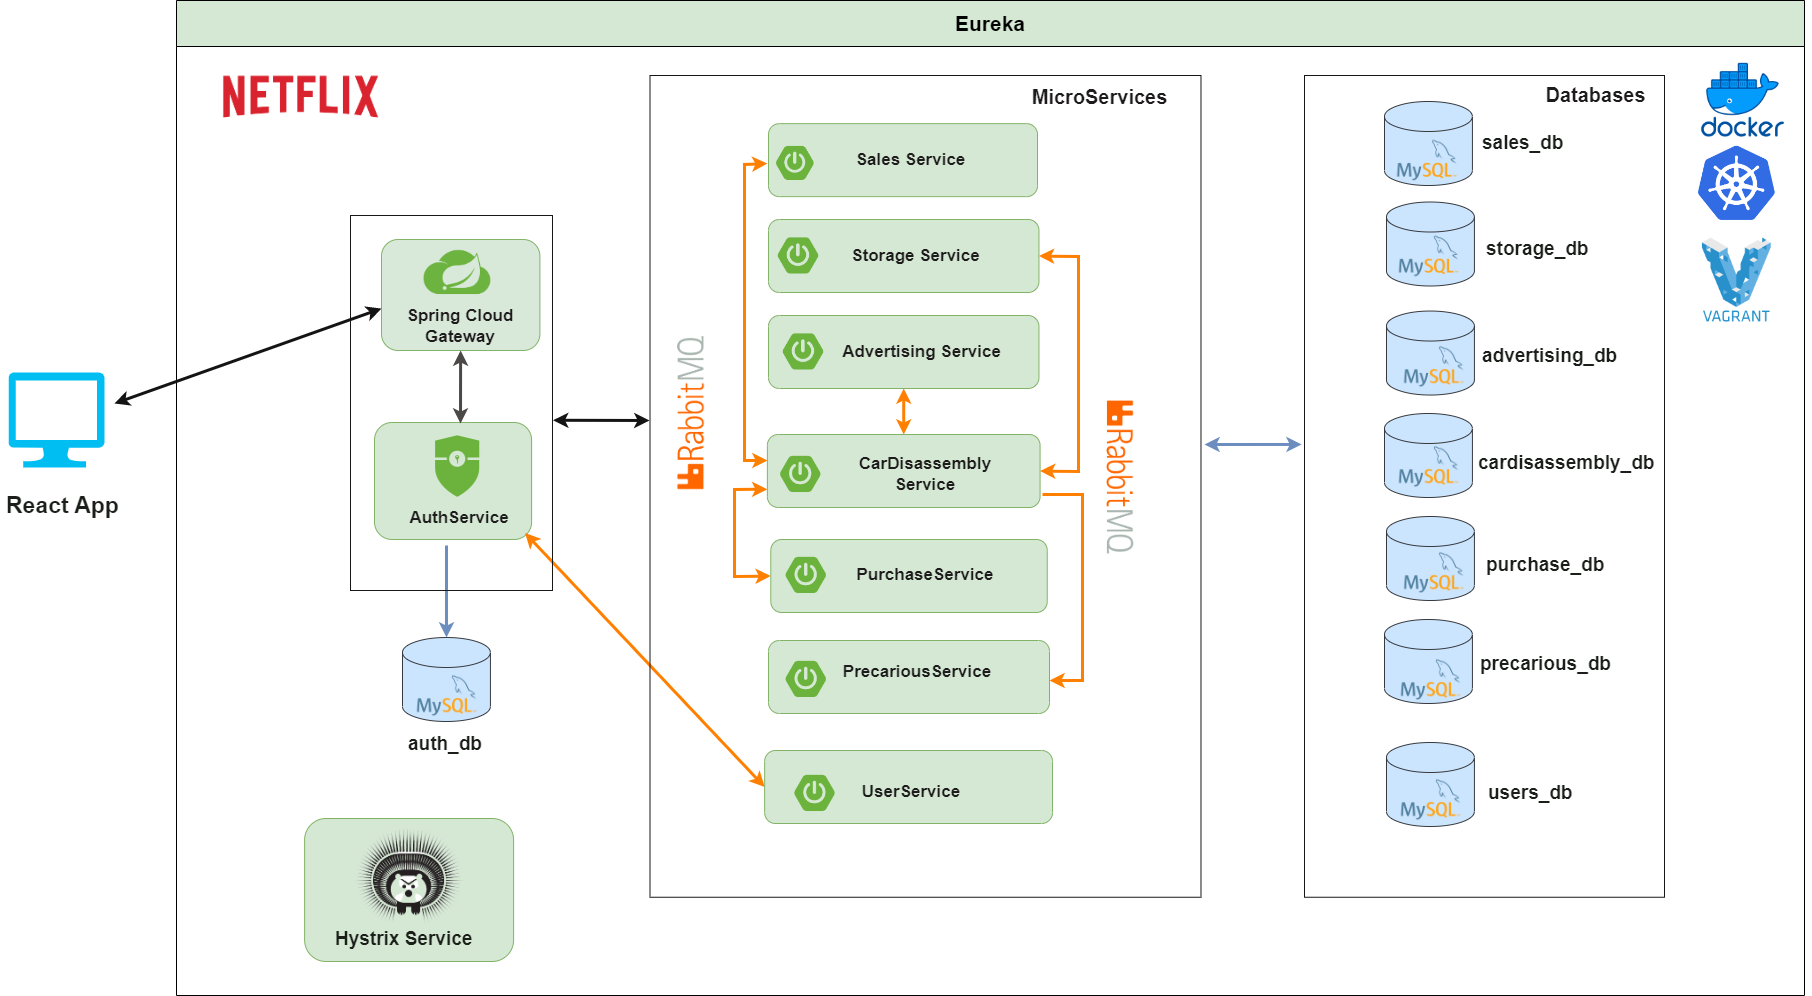 Eureka
NETFLIX
MicroServices
Databases
docker
VAGRANT
React App
Spring Cloud
Gateway
AuthService
MySQL
auth_db
Hystrix Service
RabbitMQ
Sales Service
Storage Service
Advertising Service
CarDisassembly
Service
PurchaseService
PrecariousService
UserService
RabbitMQ
MySQL
sales_db
MySQL
storage_db
MySQL
advertising_db
MySQL
cardisassembly_db
MySQL
purchase_db
MySQL
precarious_db
MySQL
users_db